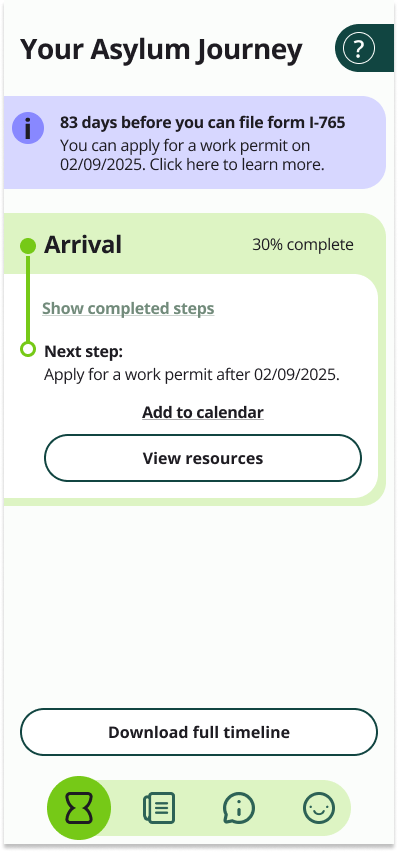 Your Asylum Journey
?
i
83 days before you can file form I-765
You can apply for a work permit on
02/09/2025. Click here to learn more.
Arrival
30% complete
Show completed steps
Next step:
Apply for a work permit after 02/09/2025.
Add to calendar
View resources
Download full timeline
i